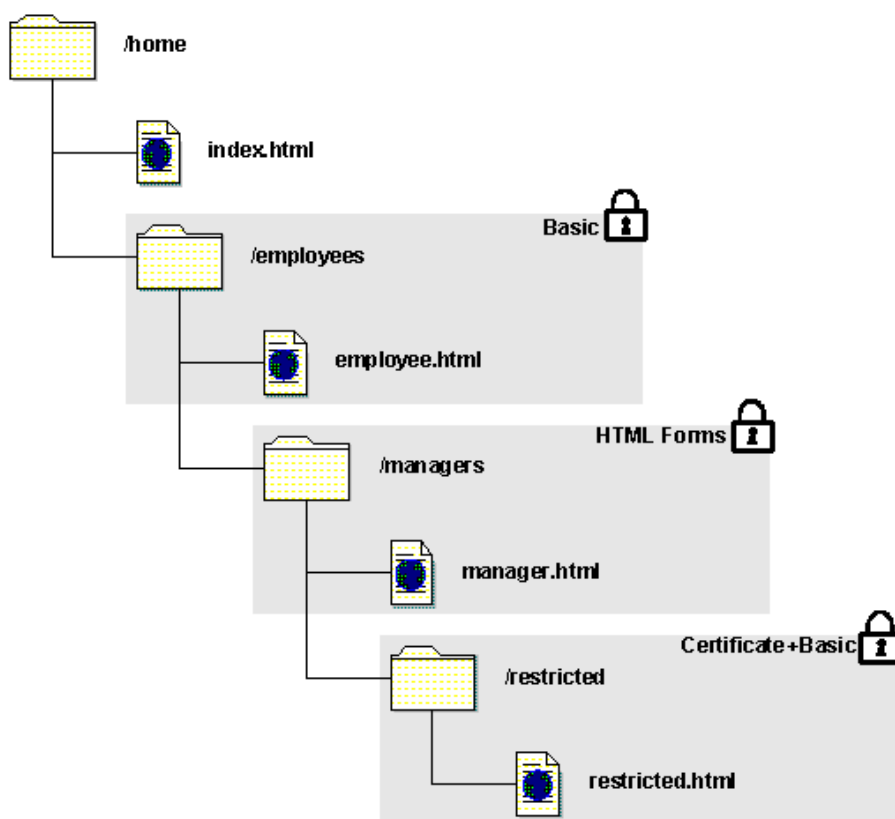 /home
index.html
Basic
/employees
employee.html
HTML Forms
/managers
manager.html
Certificate+Basic
/restricted
restricted.html